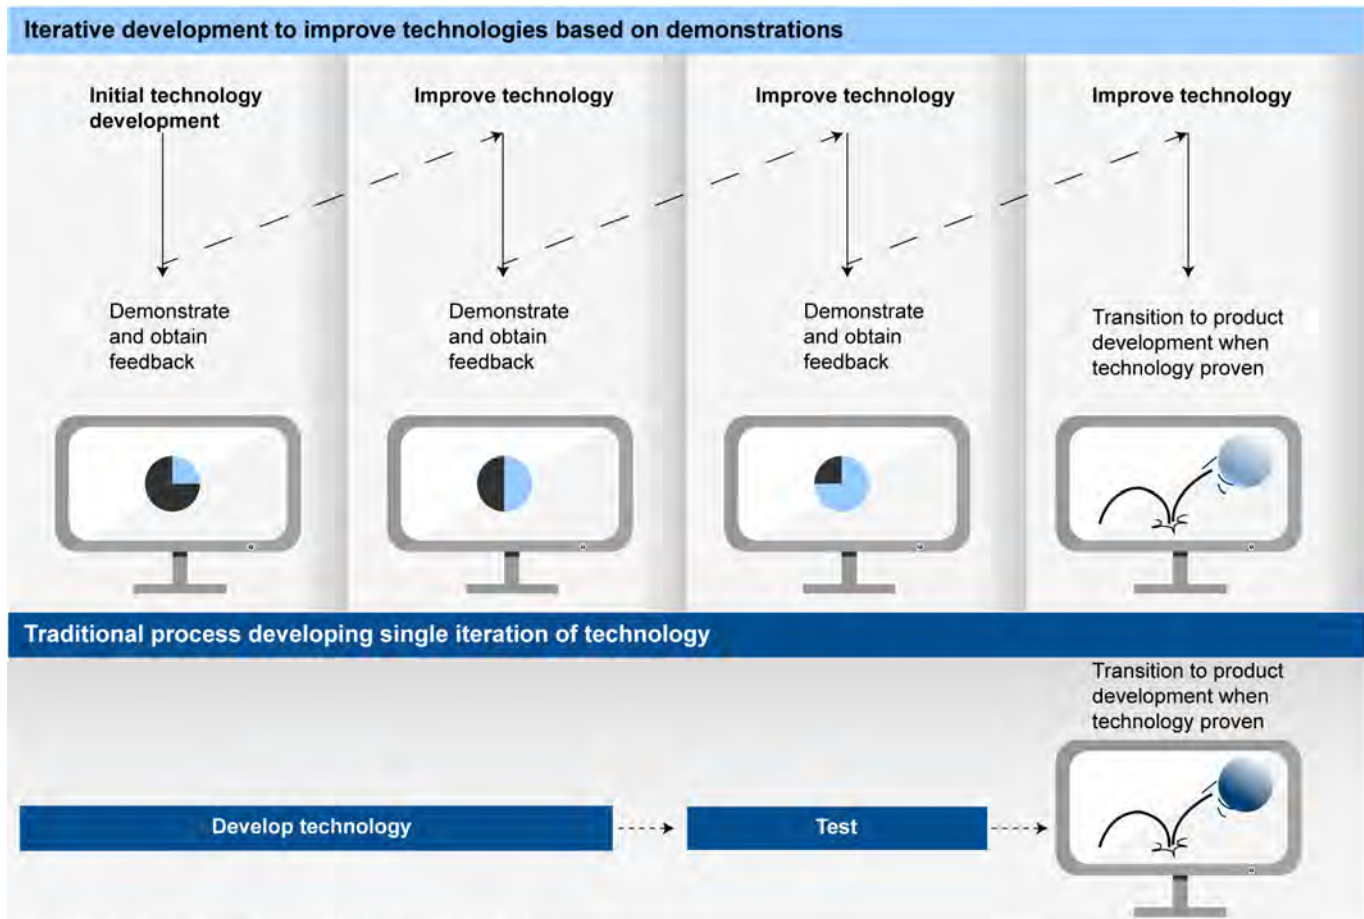 Iterative development to improve technologies based on demonstrations
Initial technology
development
Improve technology
Improve technology
Improve technology
Demonstrate
and obtain
feedback
Demonstrate
and obtain
feedback
Demonstrate
and obtain
feedback
Transition to product
development when
technology proven
Traditional process developing single iteration of technology
Transition to product
development when
technology proven
Develop technology
Test